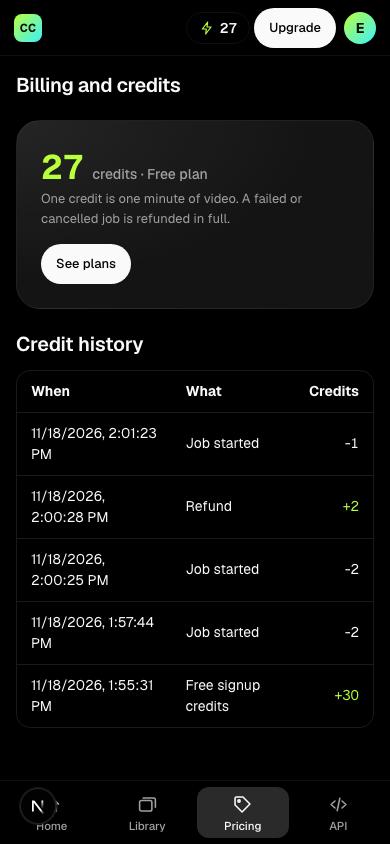 CC
27
Upgrade
E
Billing and credits
27 credits · Free plan
One credit is one minute of video. A failed or
cancelled job is refunded in full.
See plans
Credit history
When What Credits
11/18/2026, 2:01:23
PM
Job started -1
11/18/2026,
2:00:28 PM
Refund +2
11/18/2026,
2:00:25 PM
Job started -2
11/18/2026, 1:57:44
PM
Job started -2
11/18/2026, 1:55:31
PM
Free signup
credits
+30
N
Home Library Pricing API